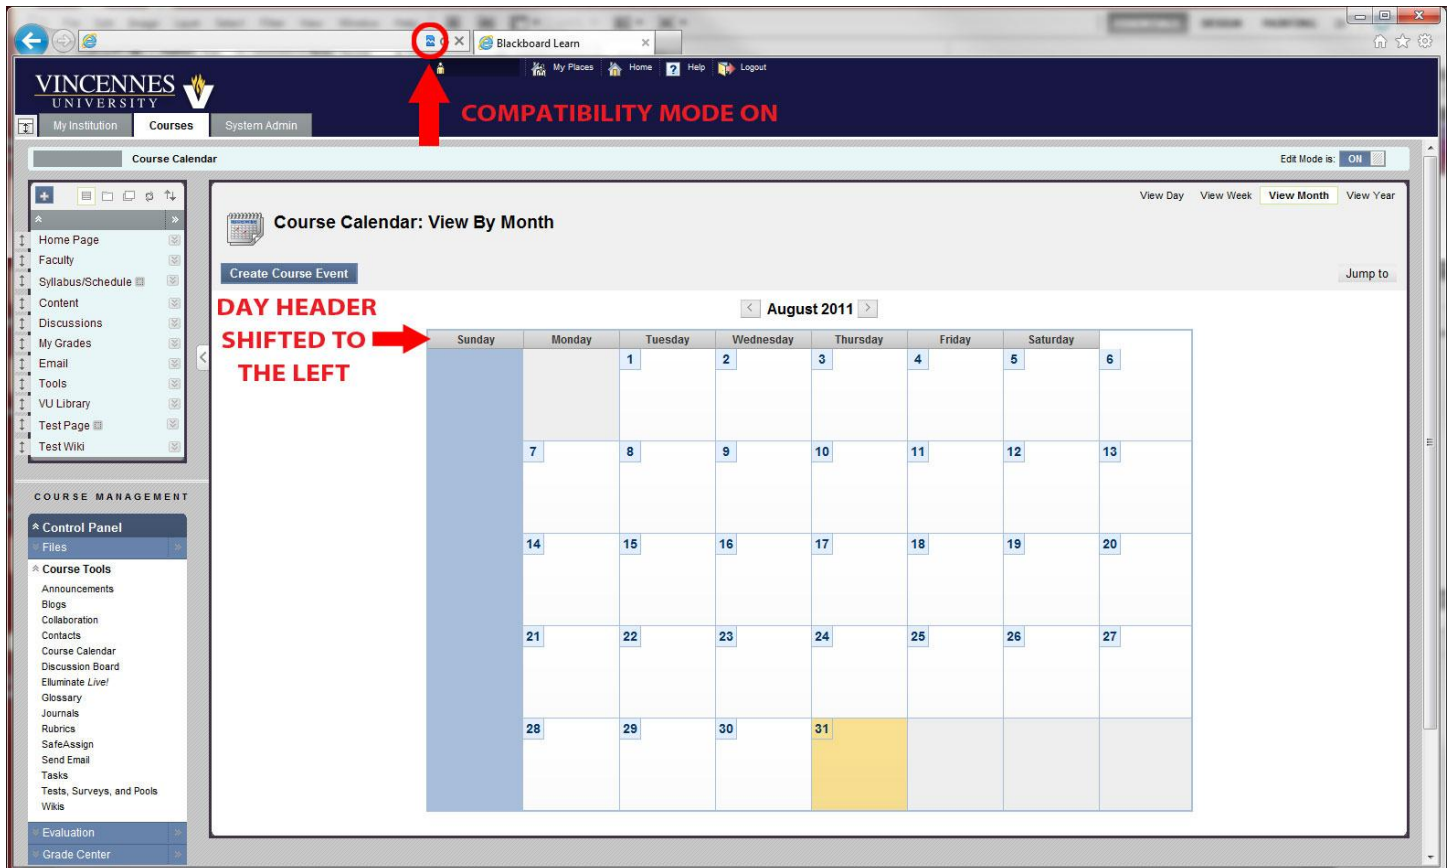 Blackboard Learn
My Places Home Help Logout
VINCENNES
UNIVERSITY
COMPATIBILITY MODE ON
My Institution Courses System Admin
Course Calendar
Edit Mode is: ON
View Day View Week View Month View Year
Course Calendar: View By Month
Home Page
Faculty
Syllabus/Schedule
Content
Discussions
My Grades
Email
Tools
VU Library
Test Page
Test Wiki
Create Course Event
Jump to
DAY HEADER
SHIFTED TO
THE LEFT
August 2011
Sunday Monday Tuesday Wednesday Thursday Friday Saturday
1 2 3 4 5 6
7 8 9 10 11 12 13
14 15 16 17 18 19 20
21 22 23 24 25 26 27
28 29 30 31
COURSE MANAGEMENT
Control Panel
Files
Course Tools
Announcements
Blogs
Collaboration
Contacts
Course Calendar
Discussion Board
Elluminate Live!
Glossary
Journals
Rubrics
SafeAssign
Send Email
Tasks
Tests, Surveys, and Pools
Wikis
Evaluation
Grade Center